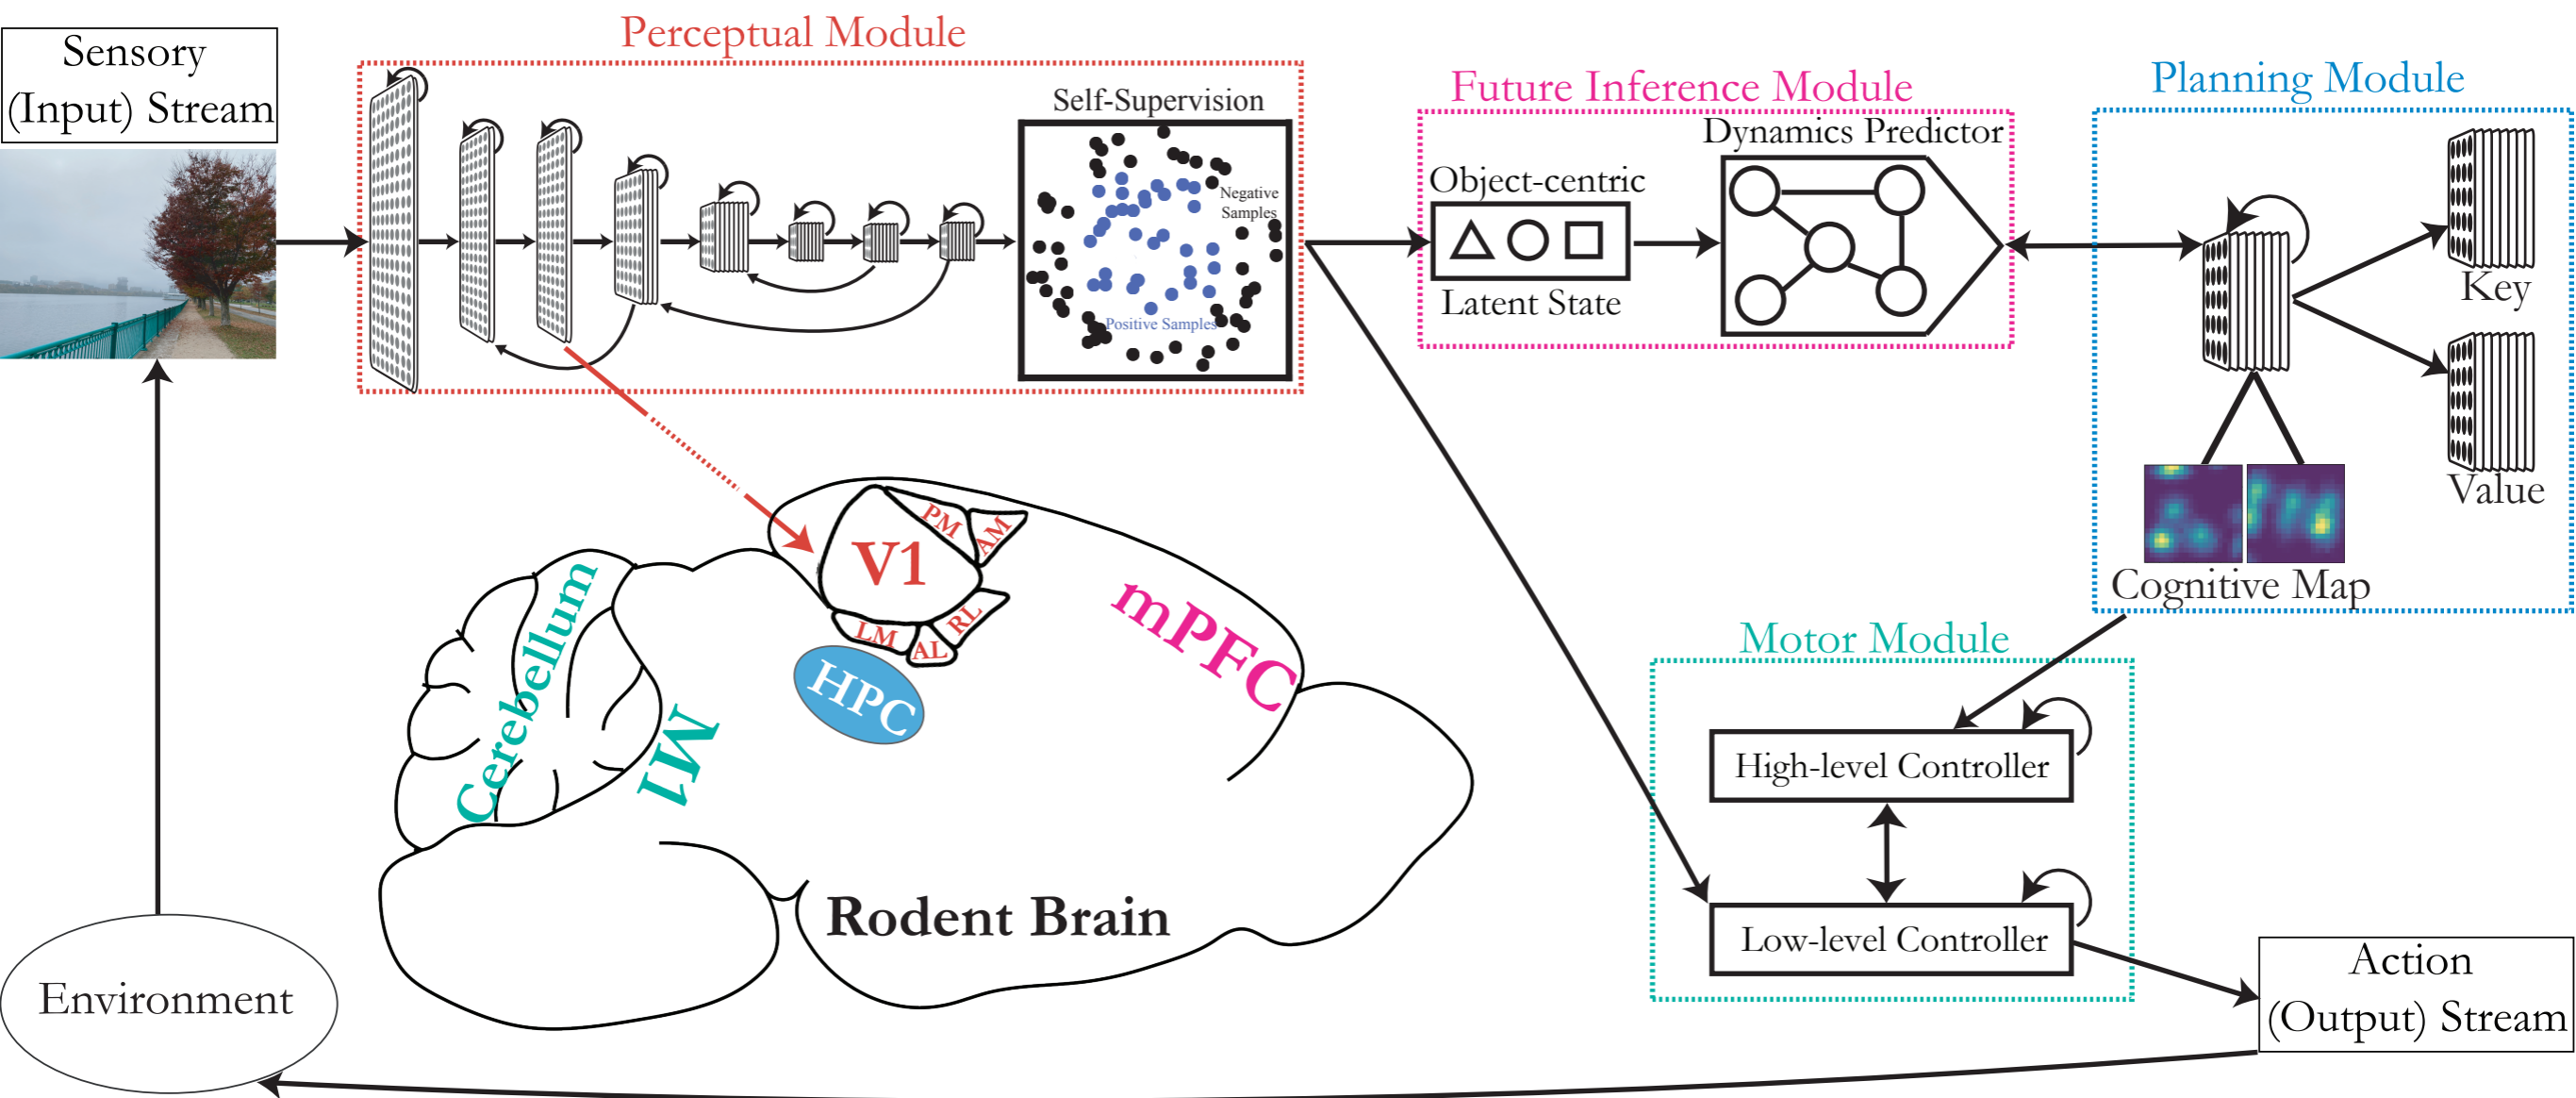 Sensory
(Input) Stream
Perceptual Module
Self-Supervision
Negative
Samples
Positive Samples
Future Inference Module
Dynamics Predictor
Object-centric
Latent State
Planning Module
Key
Value
Cognitive Map
Motor Module
High-level Controller
Low-level Controller
Action
(Output) Stream
Environment
Rodent Brain
Cerebellum
M1
V1
PM
AM
RL
AL
LM
HPC
mPFC